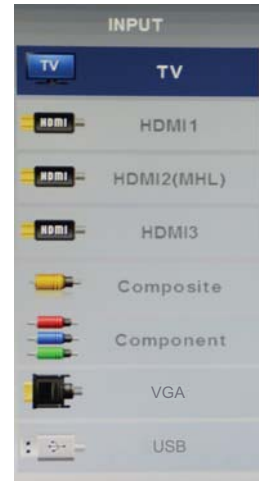 INPUT
TV TV
HDMI HDMI1
HDMI HDMI2(MHL)
HDMI HDMI3
Composite
Component
VGA
USB